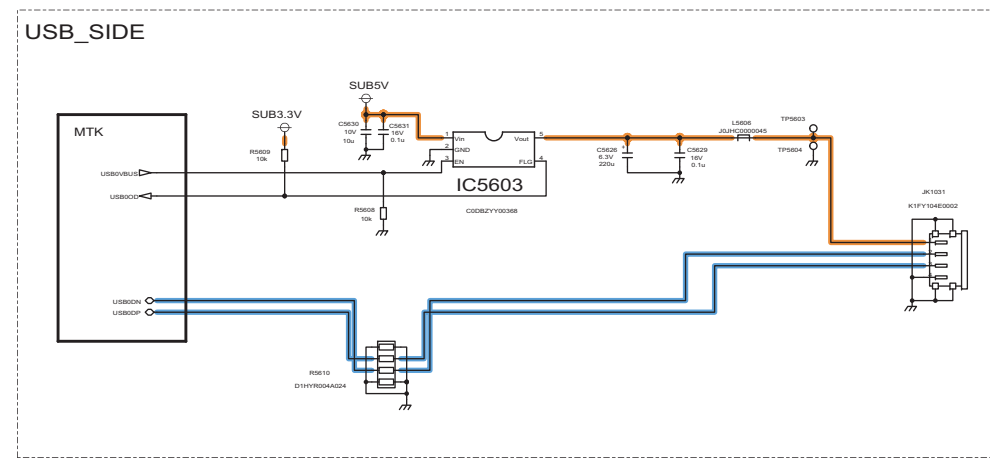 USB_SIDE
SUB5V
SUB3.3V
MTK
C5630
10V
10u
C5631
16V
0.1u
1
Vin
2
GND
3
EN
Vout
5
FLG
4
IC5603
C0DBZYY00368
R5609
10k
USB0VBUS
USB0OD
R5608
10k
C5626
6.3V
220u
+
C5629
16V
0.1u
L5606
J0JHC0000045
TP5603
TP5604
JK1031
K1FY104E0002
USB0DN
USB0DP
R5610
D1HYR004A024